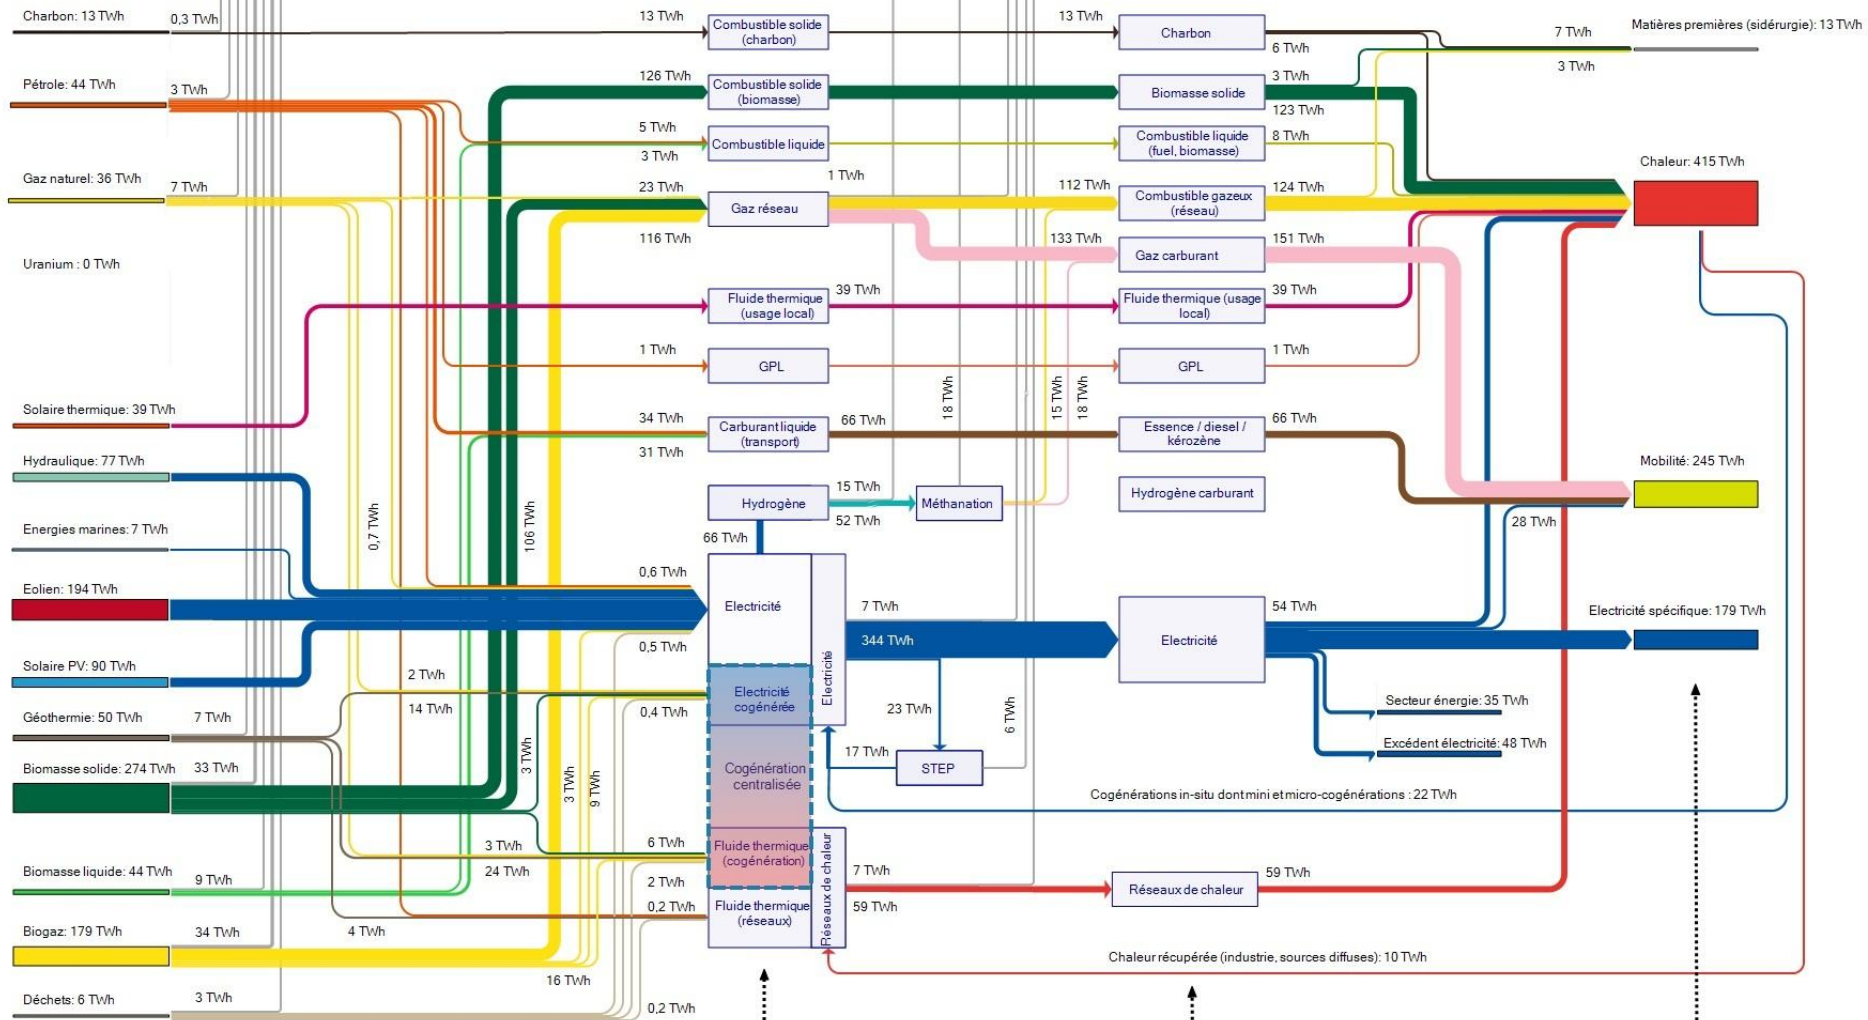 Charbon: 13 TWh
0,3 TWh
13 TWh
Combustible solide
(charbon)
13 TWh
Charbon
6 TWh
7 TWh
Matières premières (sidérurgie): 13 TWh
3 TWh
Pétrole: 44 TWh
3 TWh
126 TWh
Combustible solide
(biomasse)
Biomasse solide
3 TWh
123 TWh
5 TWh
3 TWh
Combustible liquide
Combustible liquide
(fuel, biomasse)
8 TWh
Chaleur: 415 TWh
Gaz naturel: 36 TWh
7 TWh
23 TWh
116 TWh
Gaz réseau
1 TWh
112 TWh
Combustible gazeux
(réseau)
124 TWh
133 TWh
Gaz carburant
151 TWh
Uranium : 0 TWh
Fluide thermique
(usage local)
39 TWh
Fluide thermique (usage
local)
39 TWh
1 TWh
GPL
GPL
1 TWh
18 TWh
15 TWh
18 TWh
Solaire thermique: 39 TWh
34 TWh
31 TWh
Carburant liquide
(transport)
66 TWh
Essence / diesel /
kérozène
66 TWh
Hydraulique: 77 TWh
Mobilité: 245 TWh
Hydrogène
15 TWh
52 TWh
Méthanation
Hydrogène carburant
28 TWh
Energies marines: 7 TWh
0,7 TWh
106 TWh
66 TWh
0,6 TWh
Eolien: 194 TWh
Electricité
Electricité
7 TWh
344 TWh
Electricité
54 TWh
Electricité spécifique: 179 TWh
0,5 TWh
Solaire PV: 90 TWh
2 TWh
14 TWh
0,4 TWh
Electricité
cogénérée
23 TWh
6 TWh
Secteur énergie: 35 TWh
Géothermie: 50 TWh
7 TWh
Excédent électricité: 48 TWh
17 TWh
STEP
Biomasse solide: 274 TWh
33 TWh
3 TWh
3 TWh
9 TWh
Cogénération
centralisée
Cogénérations in-situ dont mini et micro-cogénérations : 22 TWh
3 TWh
24 TWh
6 TWh
Fluide thermique
(cogénération)
Réseaux de chaleur
Biomasse liquide: 44 TWh
9 TWh
2 TWh
7 TWh
59 TWh
Réseaux de chaleur
59 TWh
0,2 TWh
Fluide thermique
(réseaux)
Biogaz: 179 TWh
34 TWh
4 TWh
16 TWh
Chaleur récupérée (industrie, sources diffuses): 10 TWh
Déchets: 6 TWh
3 TWh
0,2 TWh